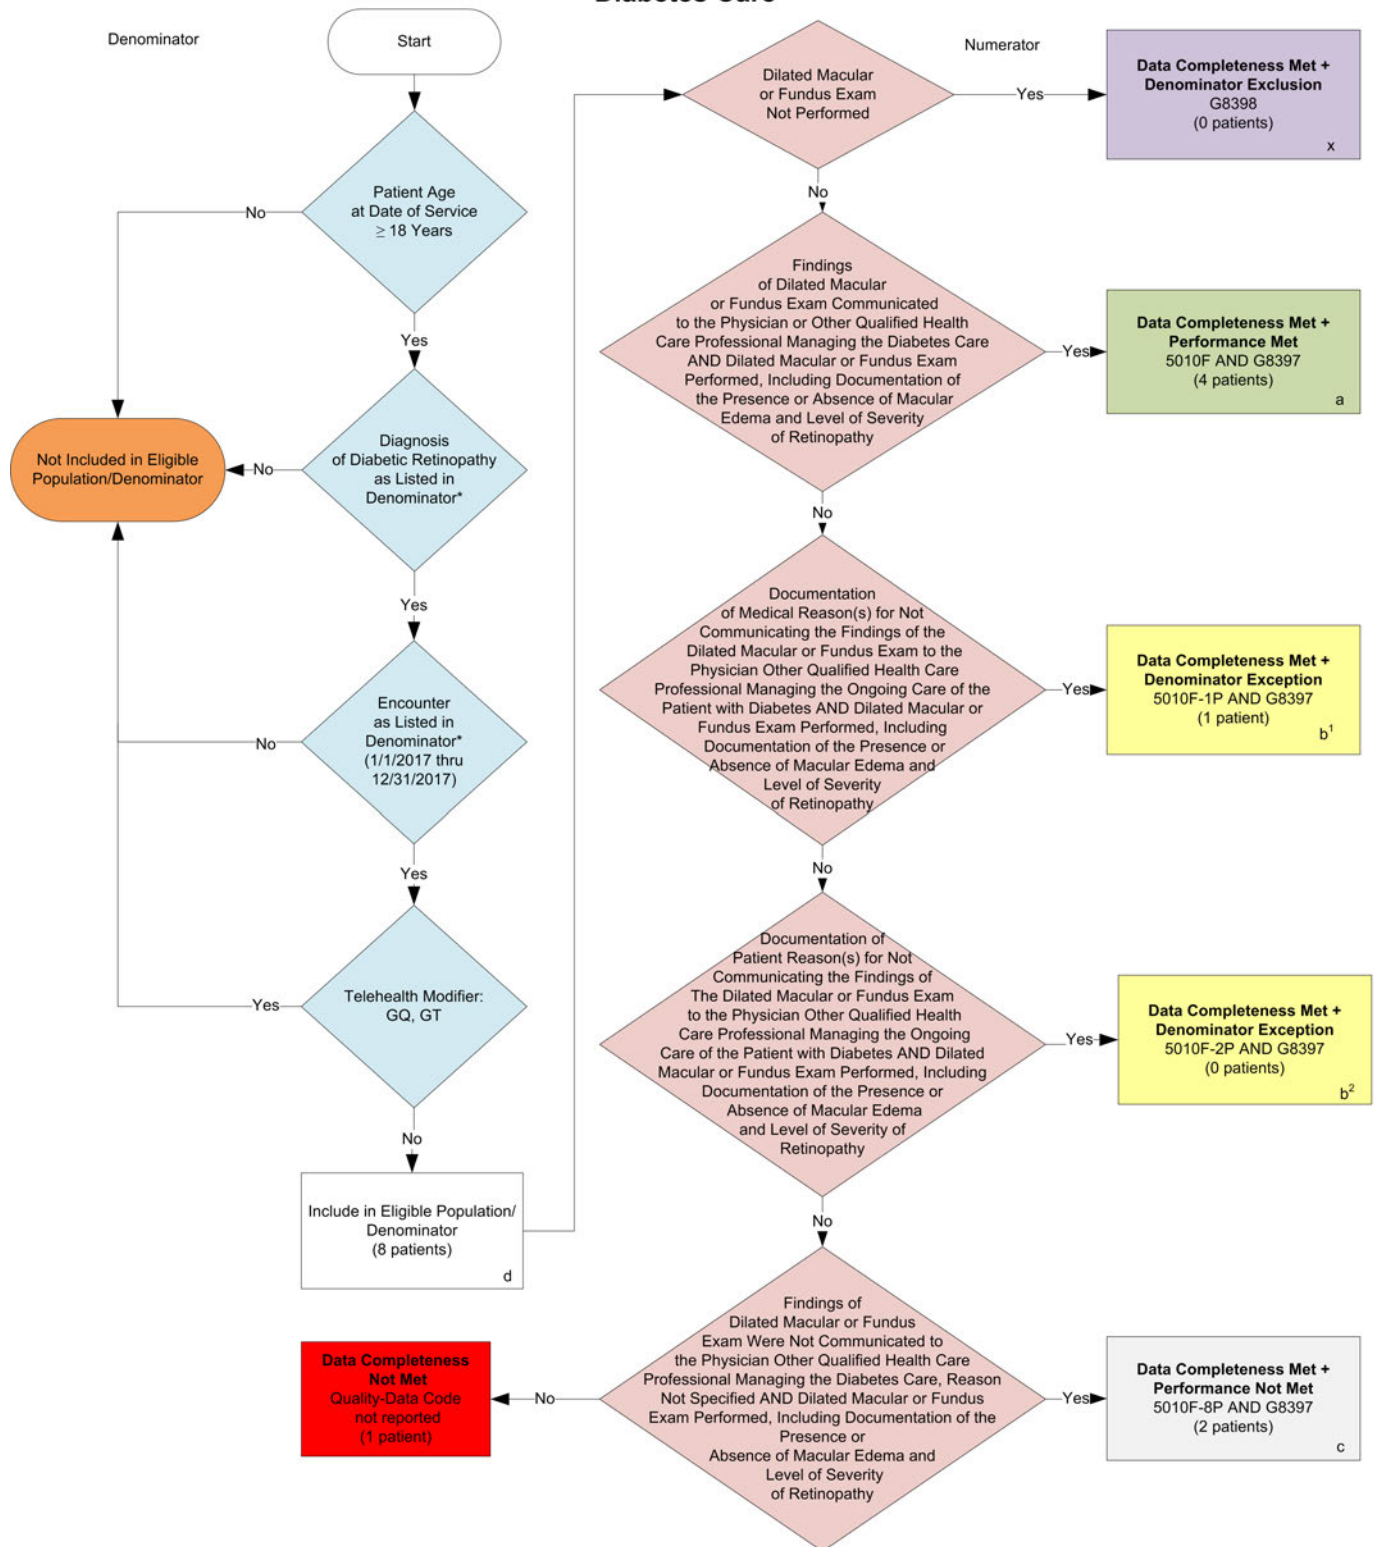 Diabetes Care
Denominator
Start
Patient Age
at Date of Service
≥ 18 Years
No
Yes
Diagnosis
of Diabetic Retinopathy
as Listed in
Denominator*
No
Not Included in Eligible
Population/Denominator
Yes
Encounter
as Listed in
Denominator*
(1/1/2017 thru
12/31/2017)
No
Yes
Telehealth Modifier:
GQ, GT
Yes
No
Include in Eligible Population/
Denominator
(8 patients)
d
Numerator
Dilated Macular
or Fundus Exam
Not Performed
Yes
Data Completeness Met +
Denominator Exclusion
G8398
(0 patients)
x
No
Findings
of Dilated Macular
or Fundus Exam Communicated
to the Physician or Other Qualified Health
Care Professional Managing the Diabetes Care
AND Dilated Macular or Fundus Exam
Performed, Including Documentation of
the Presence or Absence of Macular
Edema and Level of Severity
of Retinopathy
Yes
Data Completeness Met +
Performance Met
5010F AND G8397
(4 patients)
a
No
Documentation
of Medical Reason(s) for Not
Communicating the Findings of the
Dilated Macular or Fundus Exam to the
Physician Other Qualified Health Care
Professional Managing the Ongoing Care of the
Patient with Diabetes AND Dilated Macular or
Fundus Exam Performed, Including
Documentation of the Presence or
Absence of Macular Edema and
Level of Severity
of Retinopathy
Yes
Data Completeness Met +
Denominator Exception
5010F-1P AND G8397
(1 patient)
b¹
No
Documentation of
Patient Reason(s) for Not
Communicating the Findings of
The Dilated Macular or Fundus Exam
to the Physician Other Qualified Health
Care Professional Managing the Ongoing
Care of the Patient with Diabetes AND Dilated
Macular or Fundus Exam Performed, Including
Documentation of the Presence or
Absence of Macular Edema
and Level of Severity of
Retinopathy
Yes
Data Completeness Met +
Denominator Exception
5010F-2P AND G8397
(0 patients)
b²
No
Findings of
Dilated Macular or Fundus
Exam Were Not Communicated to
the Physician Other Qualified Health Care
Professional Managing the Diabetes Care, Reason
Not Specified AND Dilated Macular or Fundus
Exam Performed, Including Documentation of the
Presence or
Absence of Macular Edema and
Level of Severity
of Retinopathy
Yes
Data Completeness Met +
Performance Not Met
5010F-8P AND G8397
(2 patients)
c
No
Data Completeness
Not Met
Quality-Data Code
not reported
(1 patient)